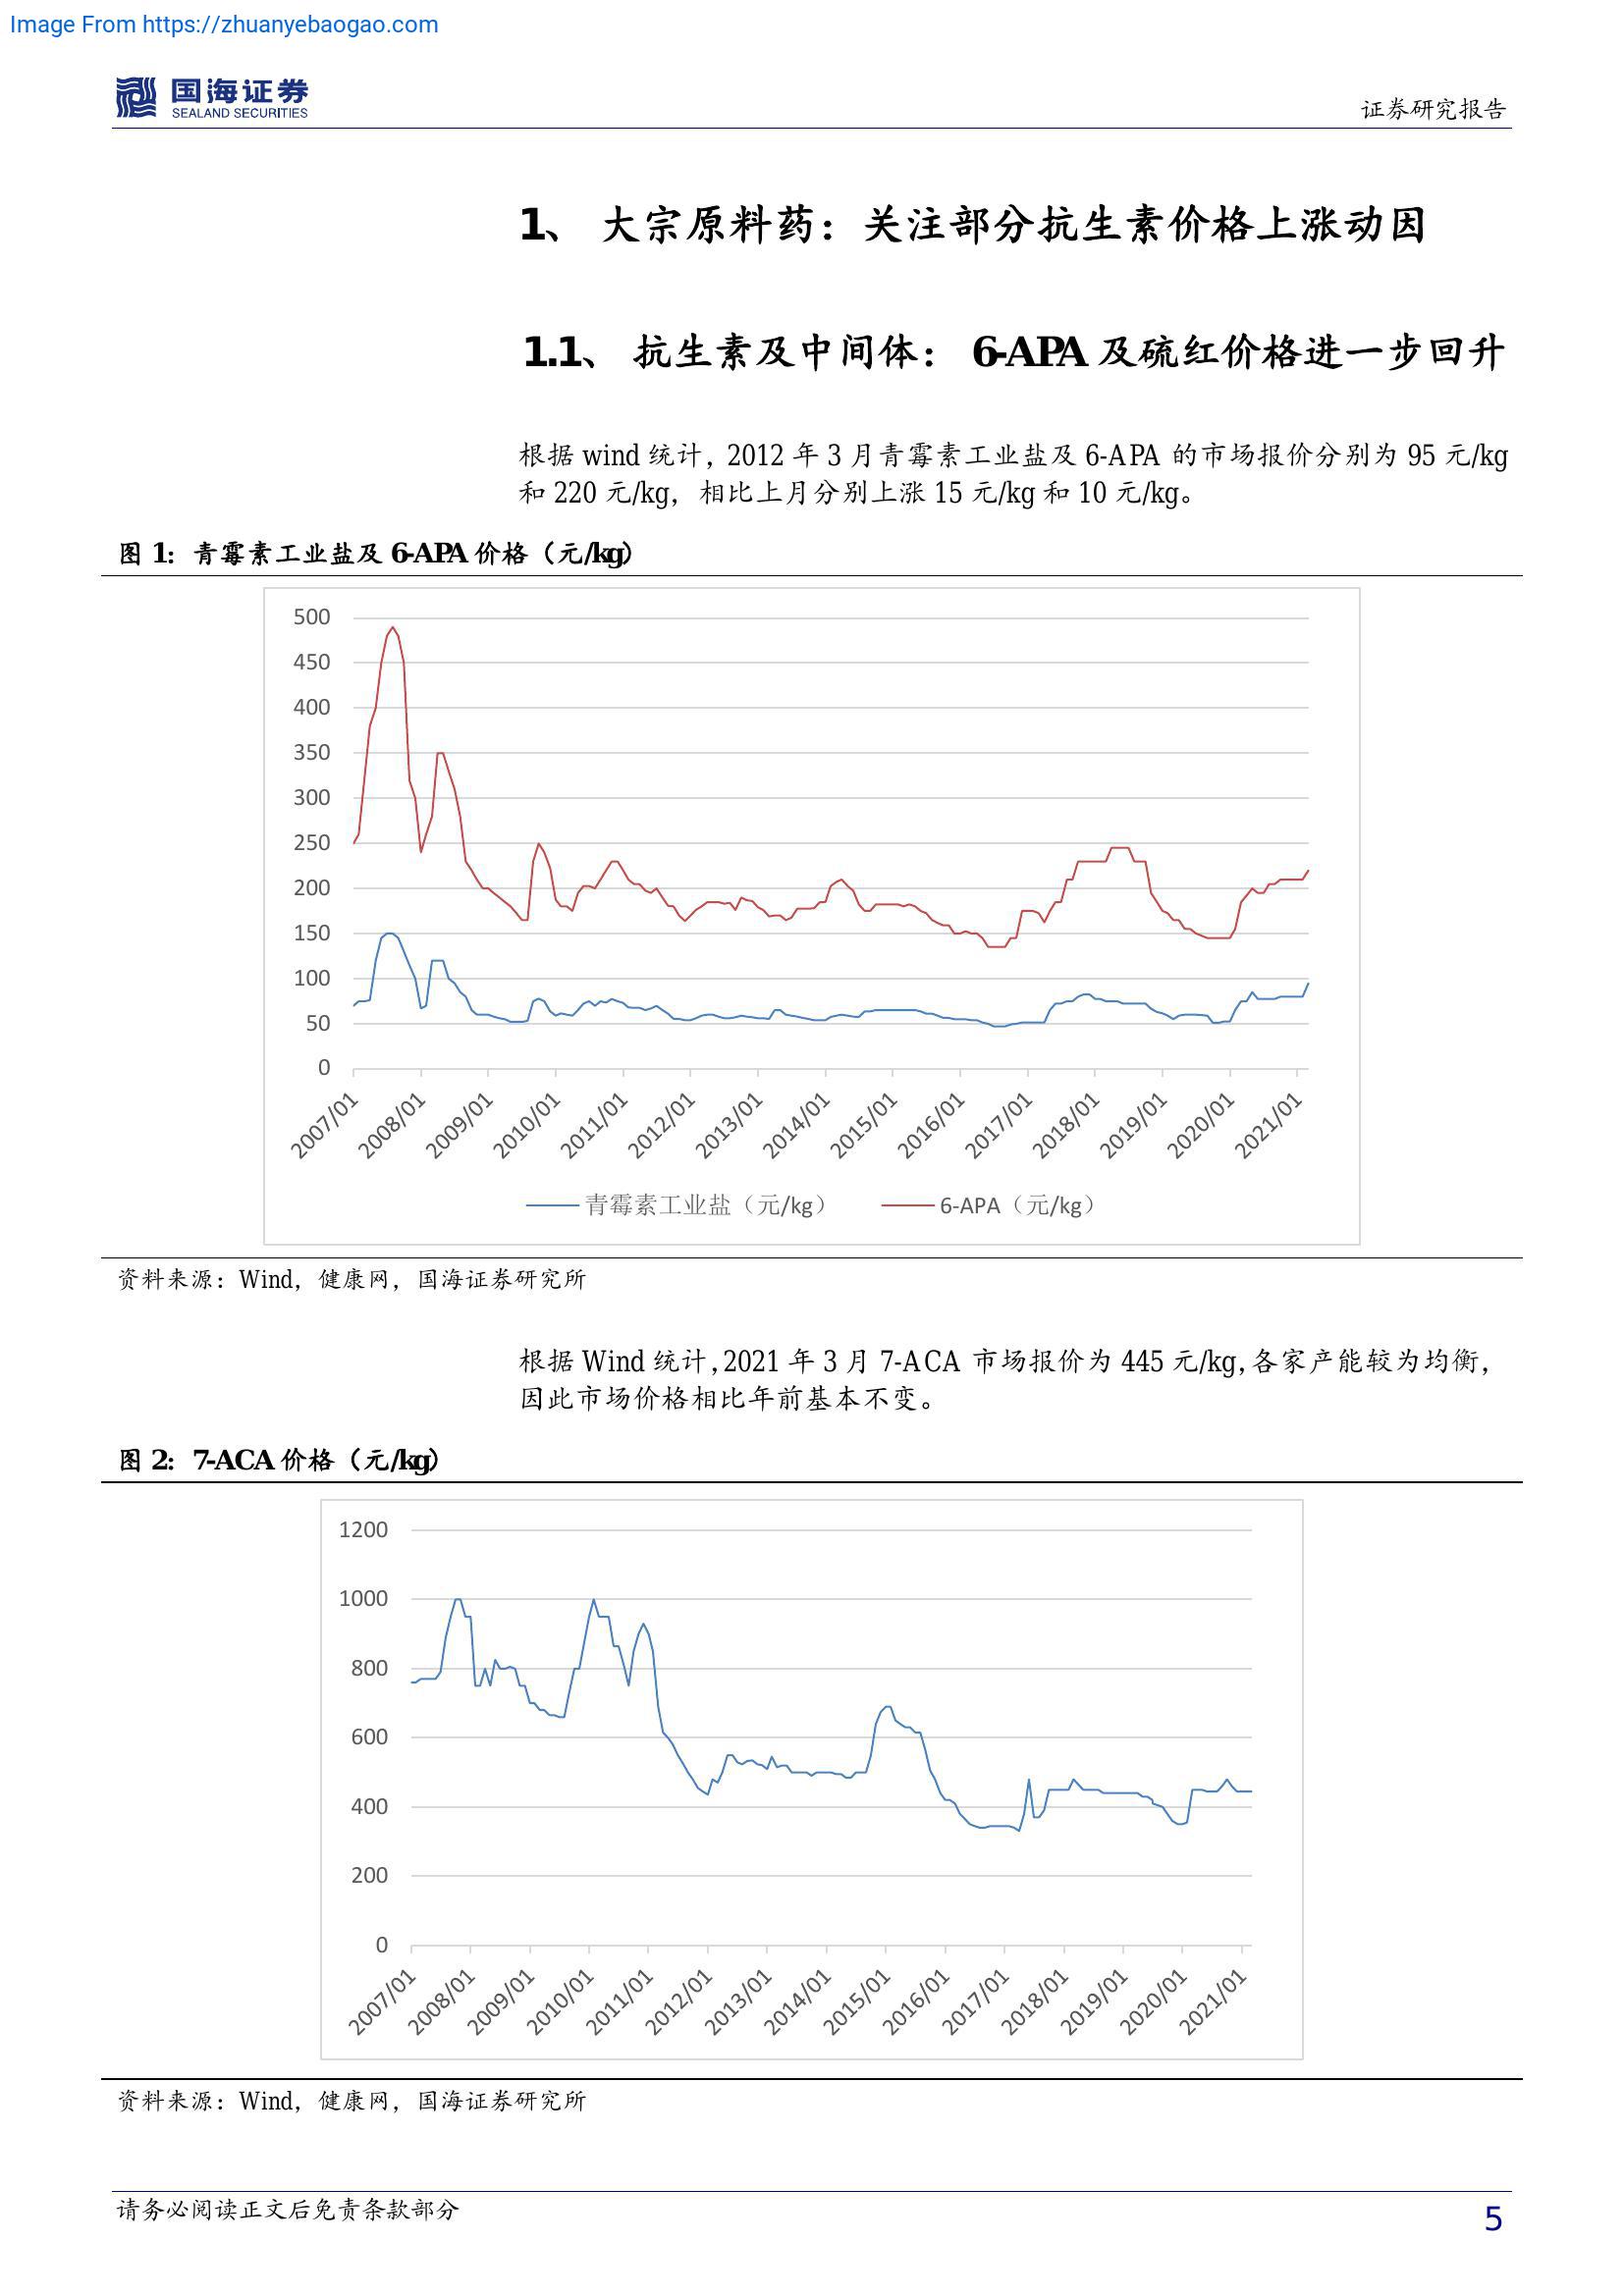 Image From https://zhuanyebaogao.com
国海证券
SEALAND SECURITIES
证券研究报告
1、 大宗原料药：关注部分抗生素价格上涨动因
1.1、 抗生素及中间体： 6-APA 及硫红价格进一步回升
根据 wind 统计，2012 年 3 月青霉素工业盐及 6-APA 的市场报价分别为 95 元/kg
和 220 元/kg，相比上月分别上涨 15 元/kg 和 10 元/kg。
图 1：青霉素工业盐及 6-APA 价格（元/kg）
500
450
400
350
300
250
200
150
100
50
0
2007/01 2008/01 2009/01 2010/01 2011/01 2012/01 2013/01 2014/01 2015/01 2016/01 2017/01 2018/01 2019/01 2020/01 2021/01
青霉素工业盐（元/kg） 6-APA（元/kg）
资料来源：Wind，健康网，国海证券研究所
根据 Wind 统计，2021 年 3 月 7-ACA 市场报价为 445 元/kg，各家产能较为均衡，
因此市场价格相比年前基本不变。
图 2：7-ACA 价格（元/kg）
1200
1000
800
600
400
200
0
2007/01 2008/01 2009/01 2010/01 2011/01 2012/01 2013/01 2014/01 2015/01 2016/01 2017/01 2018/01 2019/01 2020/01 2021/01
资料来源：Wind，健康网，国海证券研究所
请务必阅读正文后免责条款部分
5